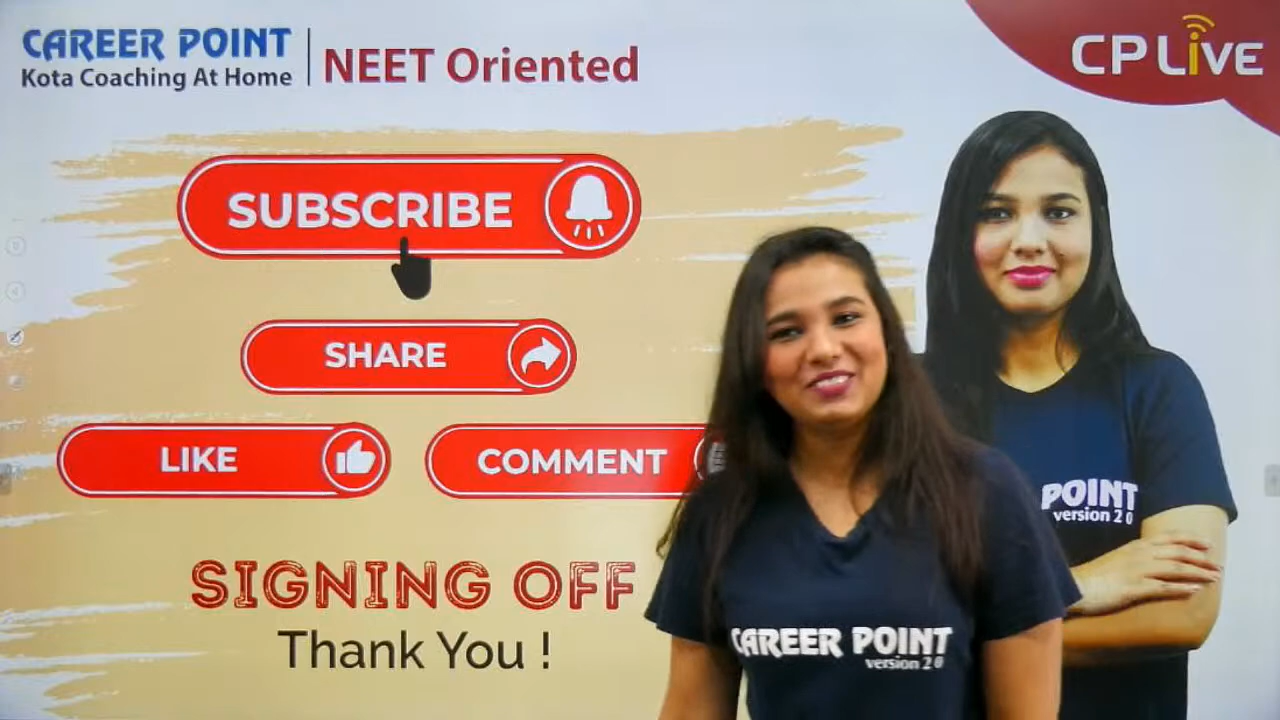 CAREER POINT
Kota Coaching At Home
NEET Oriented
CP LIVE
SUBSCRIBE
SHARE
LIKE
COMMENT
SIGNING OFF
Thank You !
POINT
version 2 0
CAREER POINT
version 2 0